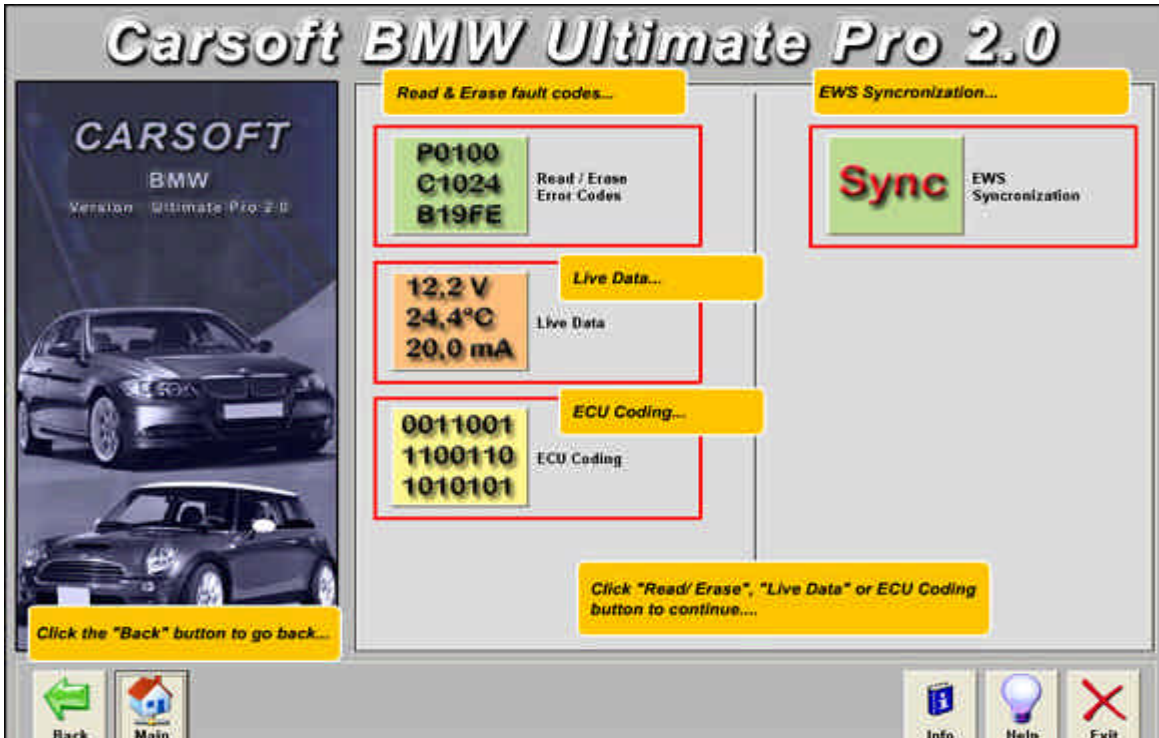 Carsoft BMW Ultimate Pro 2.0
CARSOFT
BMW
Version Ultimate Pro 2.0
Read & Erase fault codes...
P0100
C1024
B19FE
Read / Erase
Error Codes
Live Data...
12,2 V
24,4°C
20,0 mA
Live Data
ECU Coding...
0011001
1100110
1010101
ECU Coding
EWS Syncronization...
Sync
EWS
Syncronization
Click "Read/ Erase", "Live Data" or ECU Coding
button to continue....
Click the "Back" button to go back...
Back
Main
Info
Help
Exit